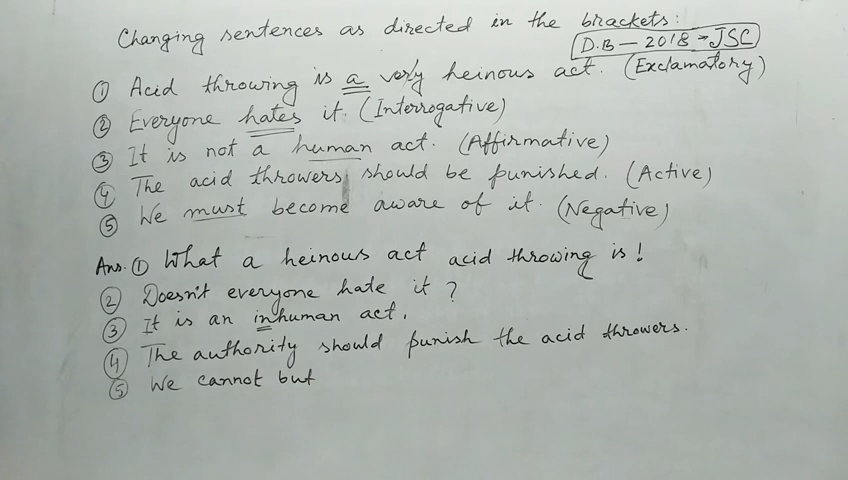 Changing sentences as directed in the brackets:
D.B - 2018 - JSC
① Acid throwing is a very heinous act. (Exclamatory)
② Everyone hates it. (Interrogative)
③ It is not a human act. (Affirmative)
④ The acid throwers should be punished. (Active)
⑤ We must become aware of it. (Negative)
Ans. ① What a heinous act acid throwing is!
② Doesn't everyone hate it?
③ It is an inhuman act.
④ The authority should punish the acid throwers.
⑤ We cannot but